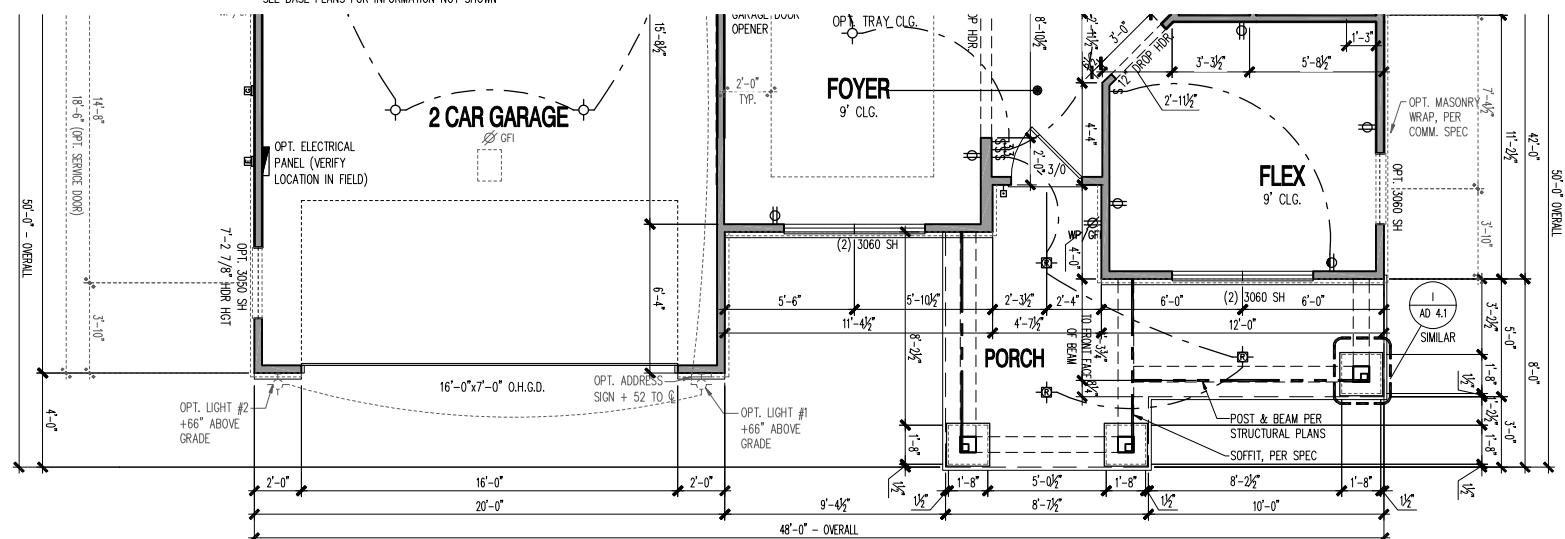 SEE BASE PLANS FOR INFORMATION NOT SHOWN
GARAGE DOOR
OPENER
OPT. TRAY CLG.
15'-8½"
8'-10½"
3'-0"
12" DROP HDR.
1'-3"
3'-3½"
5'-8½"
2'-11½"
2'-0"
TYP.
FOYER
9' CLG.
2 CAR GARAGE
GFI
OPT. ELECTRICAL
PANEL (VERIFY
LOCATION IN FIELD)
14'-8"
18'-6" (OPT. SERVICE DOOR)
50'-0" - OVERALL
OPT. MASONRY
WRAP, PER
COMM. SPEC
7'-4½"
11'-2½"
42'-0"
50'-0" OVERALL
4'-4"
2'-0"
3/0
FLEX
9' CLG.
OPT. 3060 SH
3'-10"
WP/GFI
4'-0"
(2) 3060 SH
OPT. 3050 SH
7'-2 7/8" HDR HGT
3'-10"
6'-4"
5'-6"
5'-10½"
2'-3½"
2'-4"
6'-0"
(2) 3060 SH
6'-0"
11'-4½"
4'-7½"
12'-0"
1
AD 4.1
SIMILAR
3'-2½"
5'-0"
8'-0"
8'-2½"
TO FRONT FACE
OF BEAM
PORCH
16'-0"x7'-0" O.H.G.D.
OPT. ADDRESS
SIGN + 52 TO ℄
OPT. LIGHT #2
+66" ABOVE
GRADE
OPT. LIGHT #1
+66" ABOVE
GRADE
4'-0"
POST & BEAM PER
STRUCTURAL PLANS
SOFFIT, PER SPEC
1'-8"
1½"
1'-8"
1'-2½"
3'-0"
1'-8"
1½"
2'-0"
16'-0"
2'-0"
1½"
1'-8"
5'-0½"
1'-8"
1½"
8'-2½"
1'-8"
1½"
20'-0"
9'-4½"
8'-7½"
10'-0"
48'-0" - OVERALL